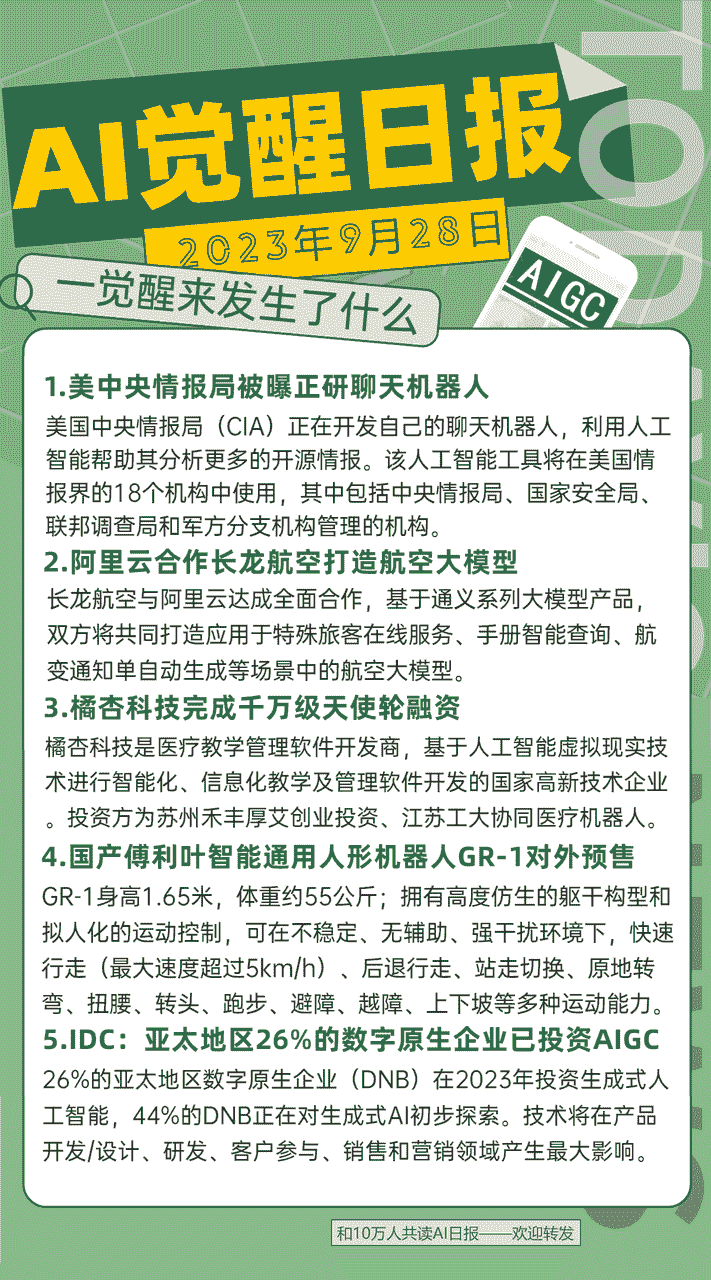 AI觉醒日报
2023年9月28日
一觉醒来发生了什么
AIGC
1.美中央情报局被曝正研聊天机器人
美国中央情报局（CIA）正在开发自己的聊天机器人，利用人工
智能帮助其分析更多的开源情报。该人工智能工具将在美国情
报界的18个机构中使用，其中包括中央情报局、国家安全局、
联邦调查局和军方分支机构管理的机构。
2.阿里云合作长龙航空打造航空大模型
长龙航空与阿里云达成全面合作，基于通义系列大模型产品，
双方将共同打造应用于特殊旅客在线服务、手册智能查询、航
变通知单自动生成等场景中的航空大模型。
3.橘杏科技完成千万级天使轮融资
橘杏科技是医疗教学管理软件开发商，基于人工智能虚拟现实技
术进行智能化、信息化教学及管理软件开发的国家高新技术企业
。投资方为苏州禾丰厚艾创业投资、江苏工大协同医疗机器人。
4.国产傅利叶智能通用人形机器人GR-1对外预售
GR-1身高1.65米，体重约55公斤；拥有高度仿生的躯干构型和
拟人化的运动控制，可在不稳定、无辅助、强干扰环境下，快速
行走（最大速度超过5km/h）、后退行走、站走切换、原地转
弯、扭腰、转头、跑步、避障、越障、上下坡等多种运动能力。
5.IDC：亚太地区26%的数字原生企业已投资AIGC
26%的亚太地区数字原生企业（DNB）在2023年投资生成式人
工智能，44%的DNB正在对生成式AI初步探索。技术将在产品
开发/设计、研发、客户参与、销售和营销领域产生最大影响。
和10万人共读AI日报——欢迎转发